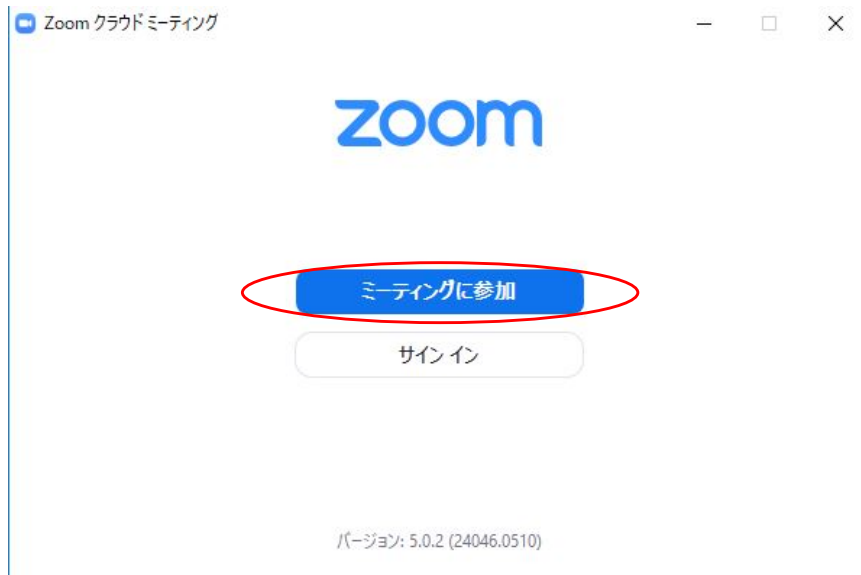 Zoom クラウド ミーティング
zoom
ミーティングに参加
サイン イン
バージョン: 5.0.2 (24046.0510)